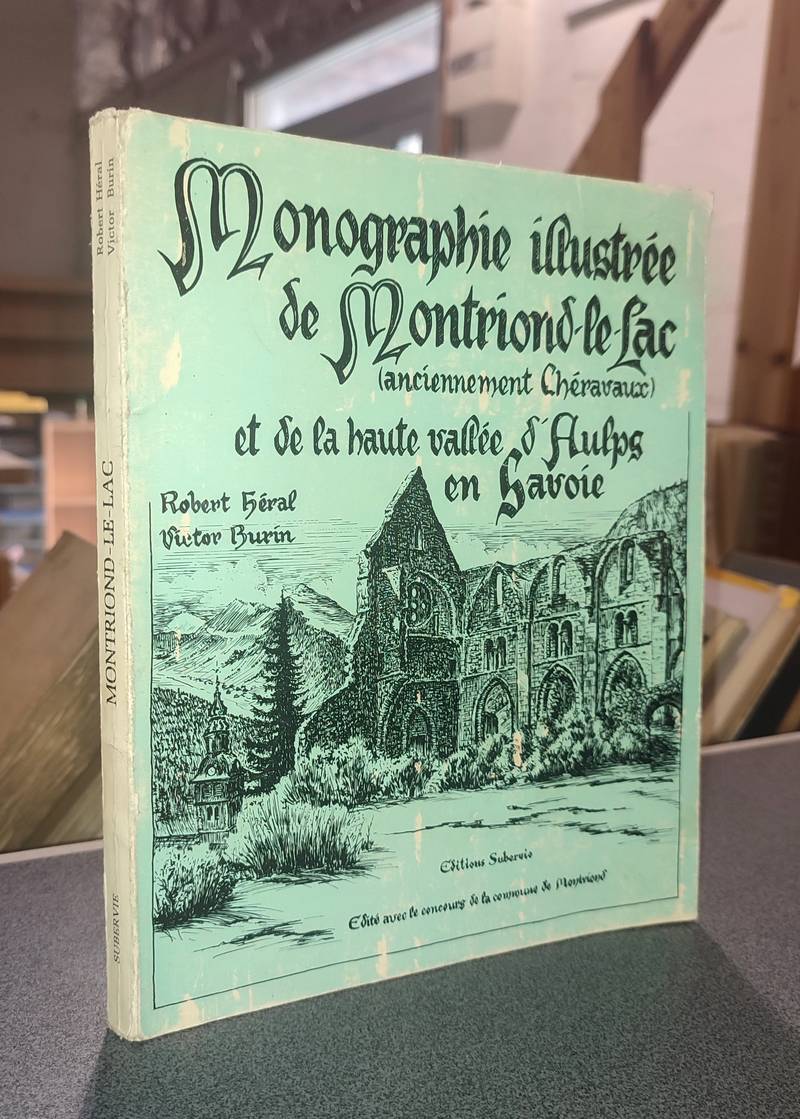 Monographie illustrée
de Montriond-le-Lac
(anciennement Chéravaux)
et de la haute vallée d'Aulps
en Savoie
Robert Héral
Victor Burin
Editions Subervie
Edité avec le concours de la commune de Montriond
Robert Héral
Victor Burin
MONTRIOND-LE-LAC
SUBERVIE